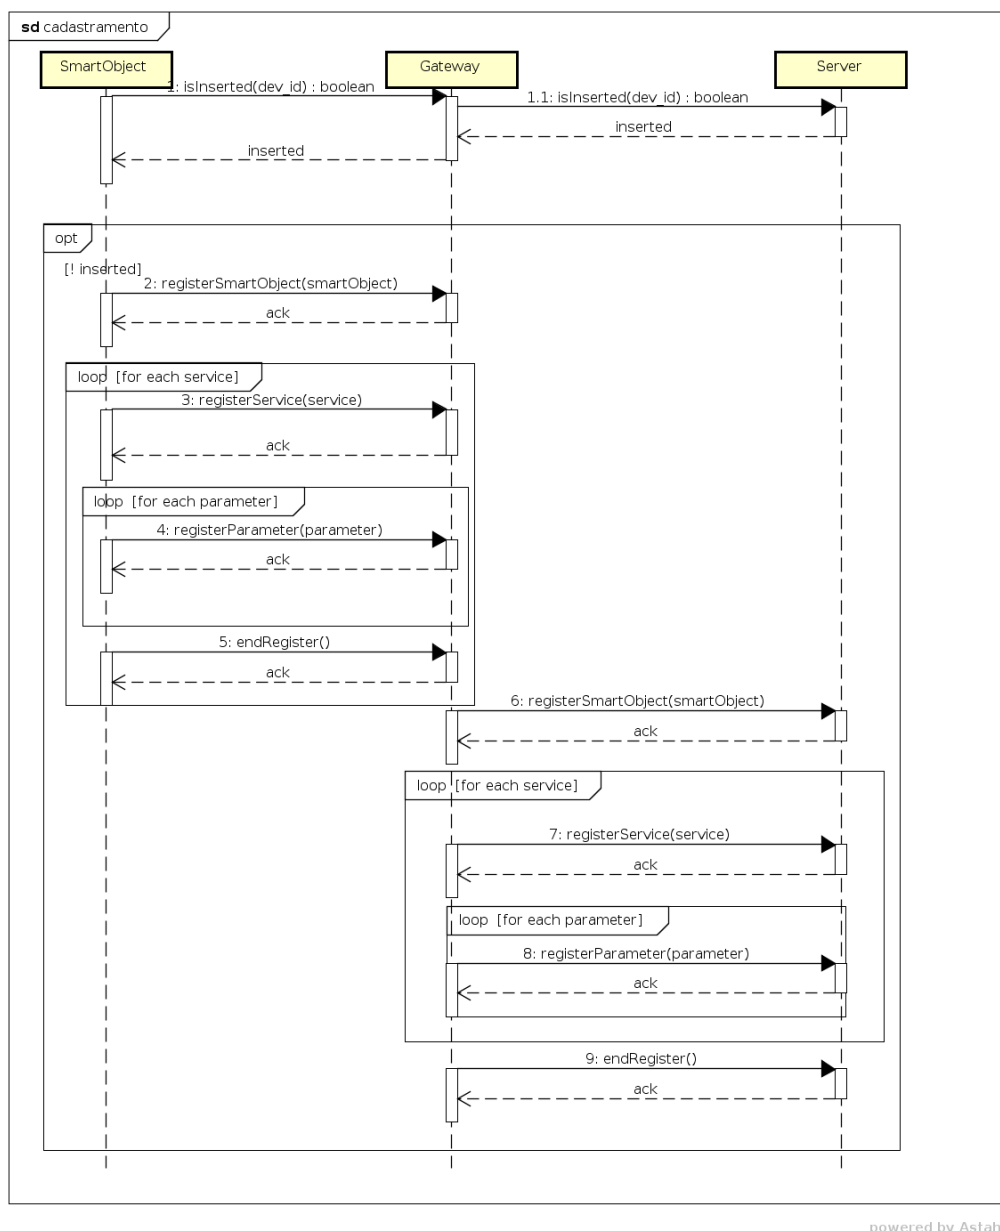 sd cadastramento
SmartObject
Gateway
Server
1: isInserted(dev_id) : boolean
1.1: isInserted(dev_id) : boolean
inserted
inserted
opt
[! inserted]
2: registerSmartObject(smartObject)
ack
loop [for each service]
3: registerService(service)
ack
loop [for each parameter]
4: registerParameter(parameter)
ack
5: endRegister()
ack
6: registerSmartObject(smartObject)
ack
loop [for each service]
7: registerService(service)
ack
loop [for each parameter]
8: registerParameter(parameter)
ack
9: endRegister()
ack
powered by Astah